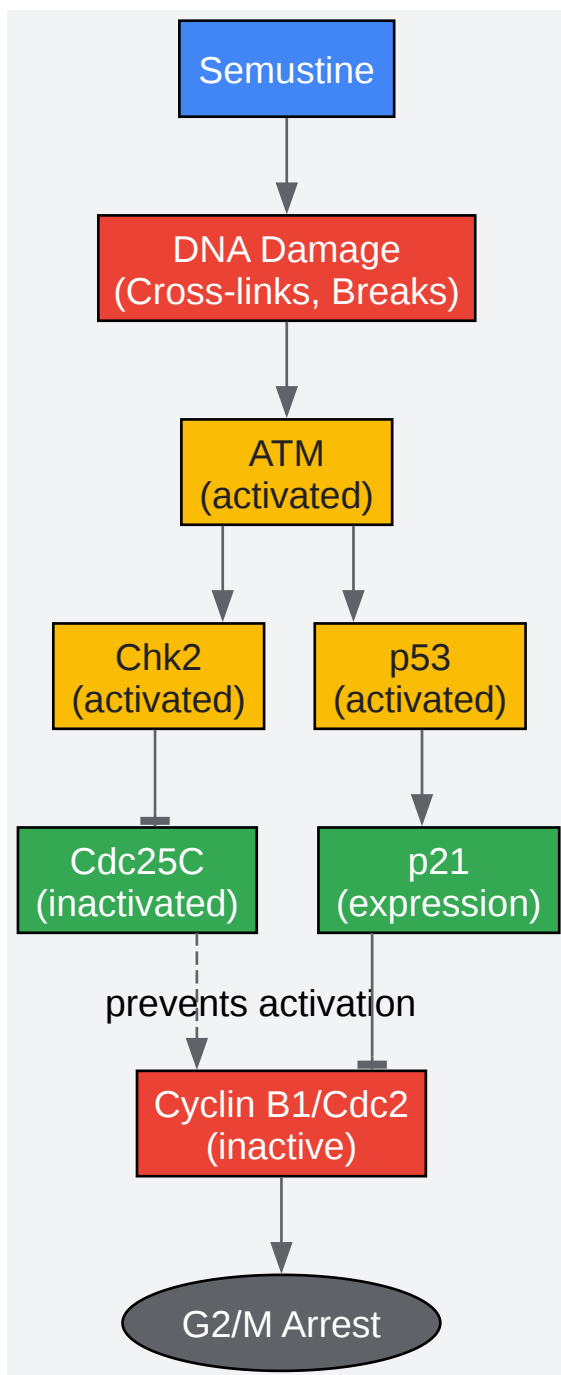 Semustine
DNA Damage
(Cross-links, Breaks)
ATM
(activated)
Chk2
(activated)
p53
(activated)
Cdc25C
(inactivated)
p21
(expression)
prevents activation
Cyclin B1/Cdc2
(inactive)
G2/M Arrest